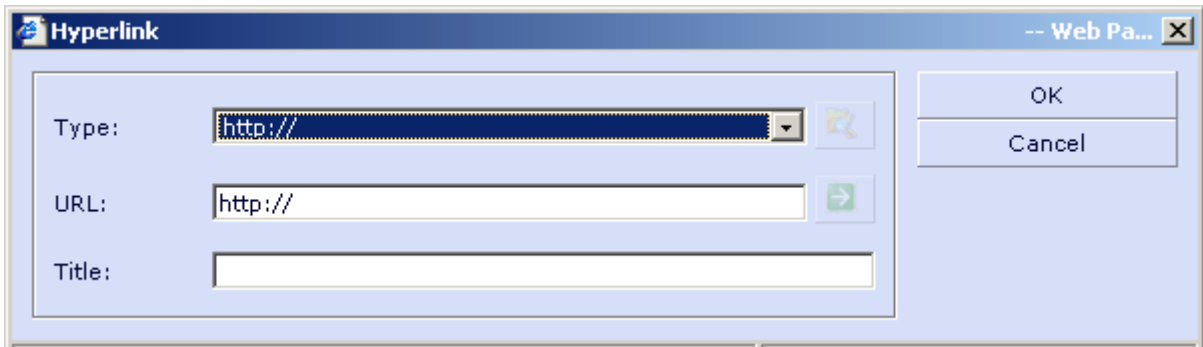 Hyperlink -- Web Pa...
Type: http://
OK
Cancel
URL: http://
Title: